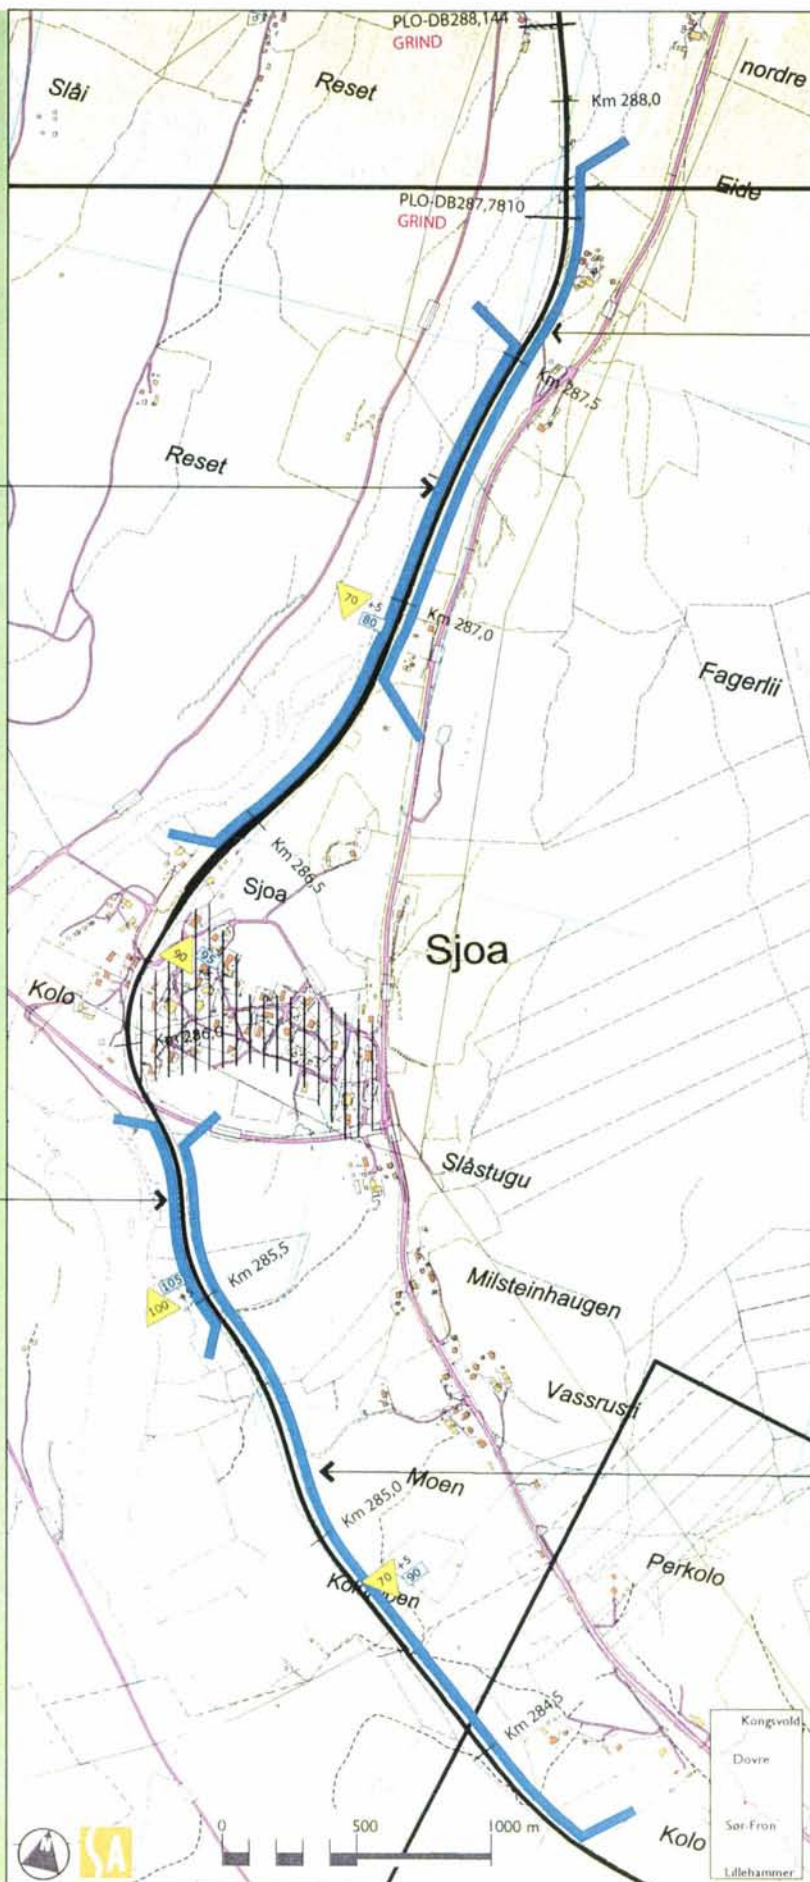 PLO-DB288,144
GRIND
Slåi
Reset
nordre
Km 288,0
Eide
PLO-DB287,7810
GRIND
Km 287,5
Reset
70
+5
80
Km 287,0
Fagerlii
Km 286,5
Sjoa
Sjoa
90
95
Kolo
Km 286,0
Slåstugu
Km 285,5
105
100
Milsteinhaugen
Vassrusti
Moen
Km 285,0
70
+5
90
Perkolo
Km 284,5
Kongsvold
Dovre
Sør-Fron
Lillehammer
Kolo
SA
0
500
1000 m